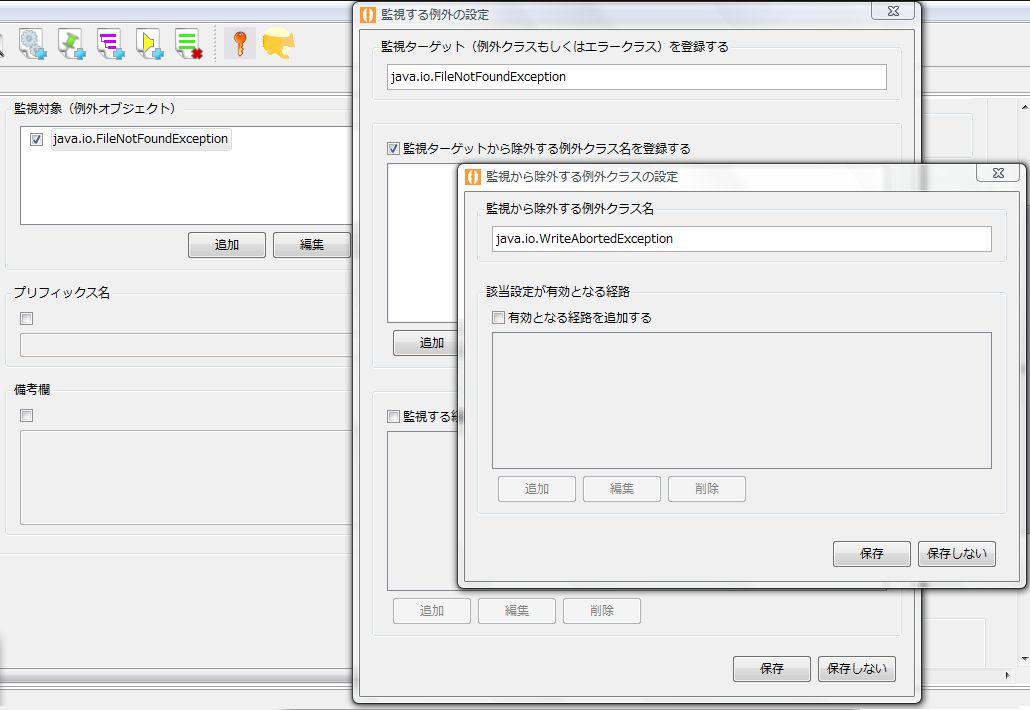 監視対象（例外オブジェクト）
java.io.FileNotFoundException
追加
編集
プリフィックス名
備考欄
監視する例外の設定
監視ターゲット（例外クラスもしくはエラークラス）を登録する
java.io.FileNotFoundException
監視ターゲットから除外する例外クラス名を登録する
追加
監視する
追加
編集
削除
保存
保存しない
監視から除外する例外クラスの設定
監視から除外する例外クラス名
java.io.WriteAbortedException
該当設定が有効となる経路
有効となる経路を追加する
追加
編集
削除
保存
保存しない